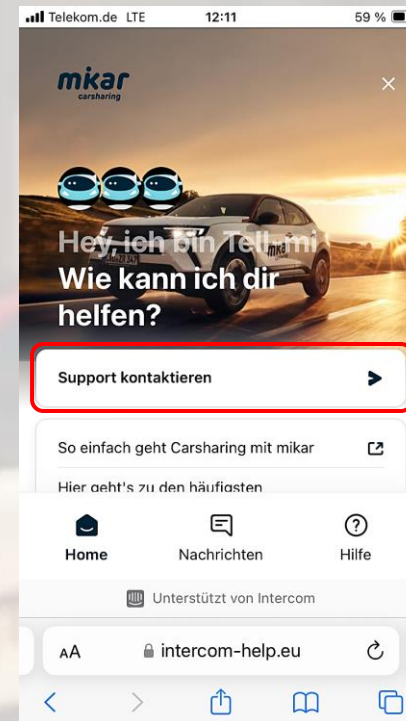 Telekom.de LTE 12:11 59 %
mikar
carsharing
Hey, ich bin Tell.mi
Wie kann ich dir
helfen?
Support kontaktieren
So einfach geht Carsharing mit mikar
Hier geht's zu den häufigsten
Home Nachrichten Hilfe
Unterstützt von Intercom
AA intercom-help.eu